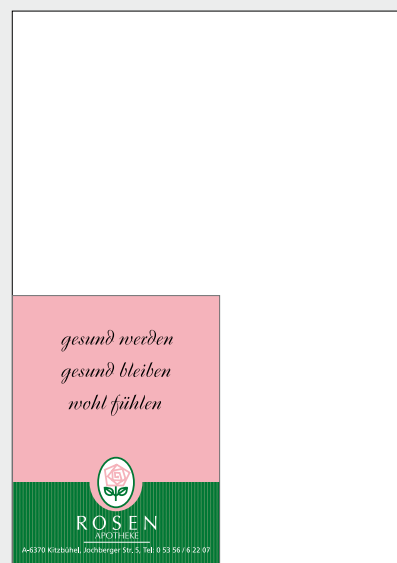 gesund werden
gesund bleiben
wohl fühlen
ROSEN
APOTHEKE
A-6370 Kitzbühel, Jochberger Str. 5, Tel: 0 53 56 / 6 22 07